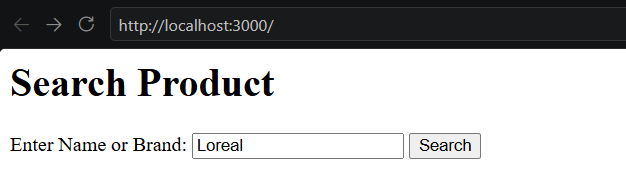 http://localhost:3000/
Search Product
Enter Name or Brand: Loreal Search